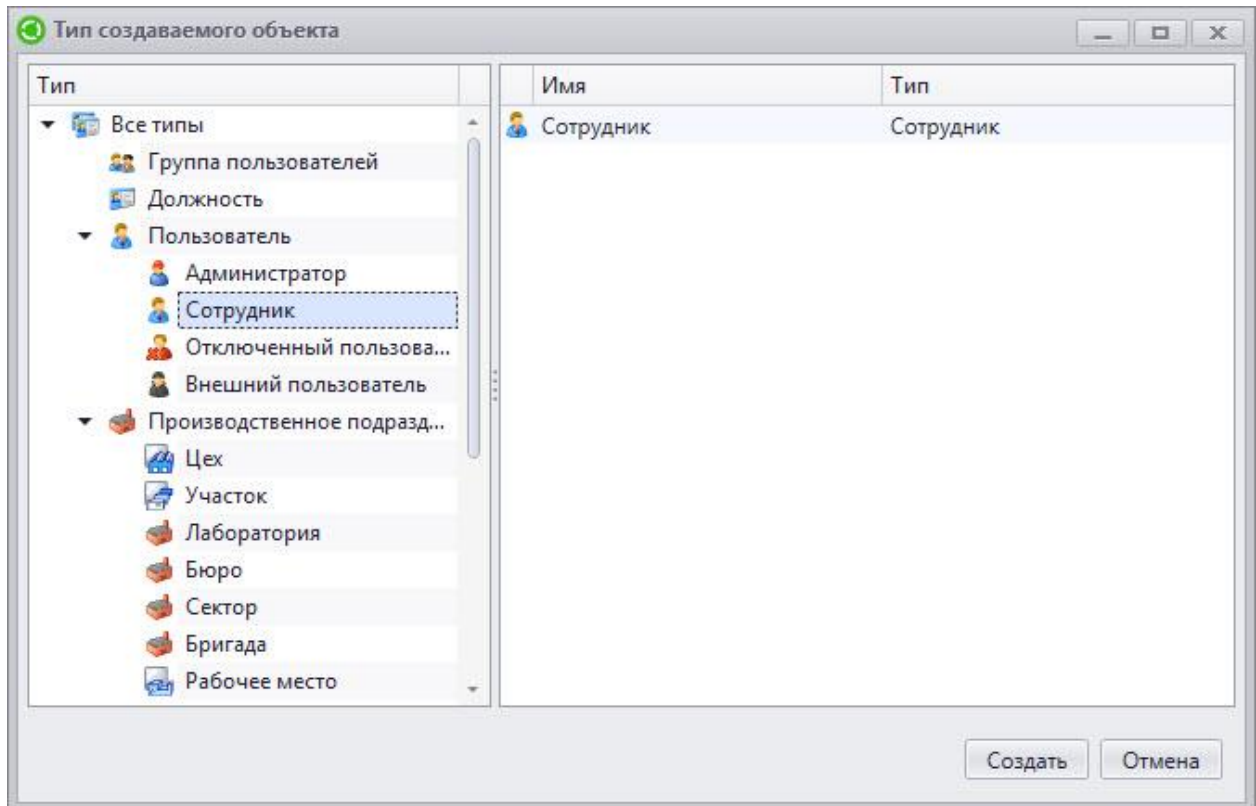 Тип создаваемого объекта
Тип
Имя Тип
Все типы
Сотрудник Сотрудник
Группа пользователей
Должность
Пользователь
Администратор
Сотрудник
Отключенный пользова...
Внешний пользователь
Производственное подразд...
Цех
Участок
Лаборатория
Бюро
Сектор
Бригада
Рабочее место
Создать Отмена